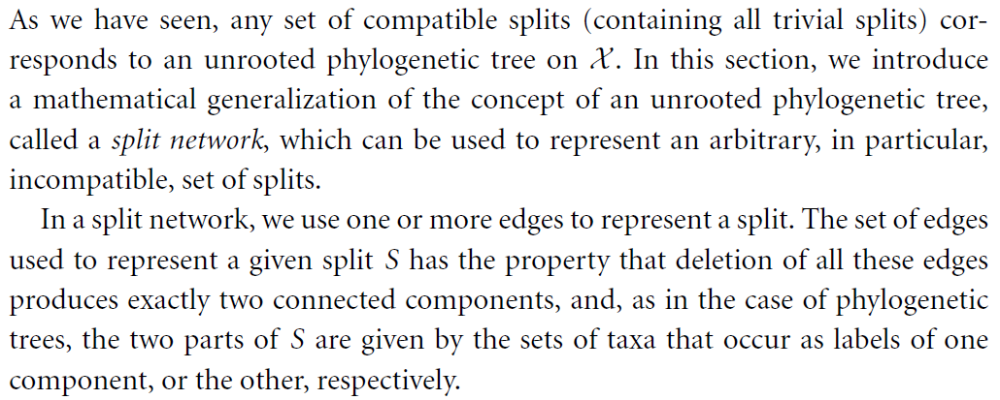 As we have seen, any set of compatible splits (containing all trivial splits) cor-
responds to an unrooted phylogenetic tree on 𝒳. In this section, we introduce
a mathematical generalization of the concept of an unrooted phylogenetic tree,
called a split network, which can be used to represent an arbitrary, in particular,
incompatible, set of splits.
In a split network, we use one or more edges to represent a split. The set of edges
used to represent a given split S has the property that deletion of all these edges
produces exactly two connected components, and, as in the case of phylogenetic
trees, the two parts of S are given by the sets of taxa that occur as labels of one
component, or the other, respectively.